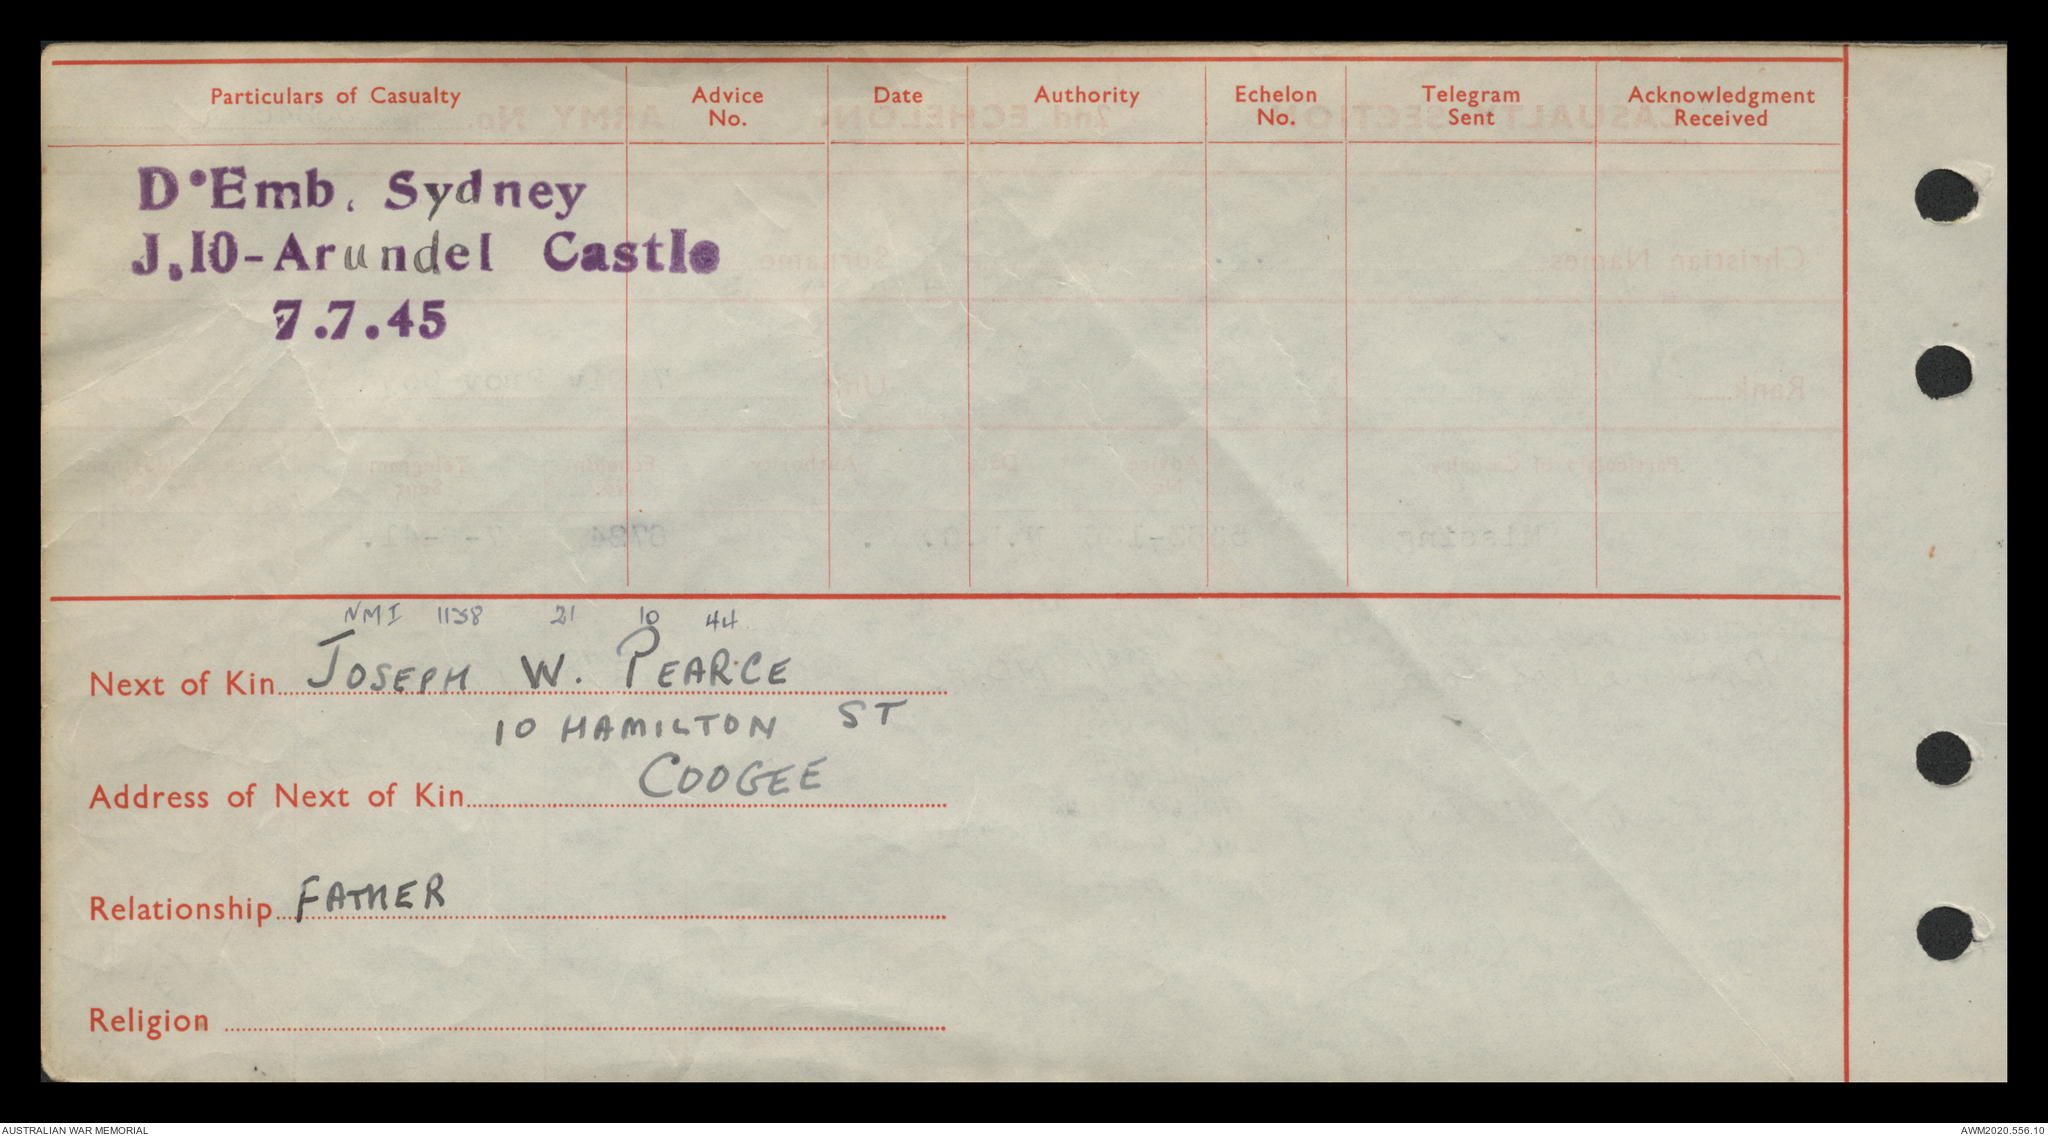 Particulars of Casualty Advice No. Date Authority Echelon No. Telegram Sent Acknowledgment Received
D'Emb. Sydney
J.10-Arundel Castle
7.7.45
NMI 1158 21 10 44
Next of Kin JOSEPH W. PEARCE
10 HAMILTON ST
Address of Next of Kin COOGEE
Relationship FATHER
Religion
AUSTRALIAN WAR MEMORIAL AWM2020.556.10